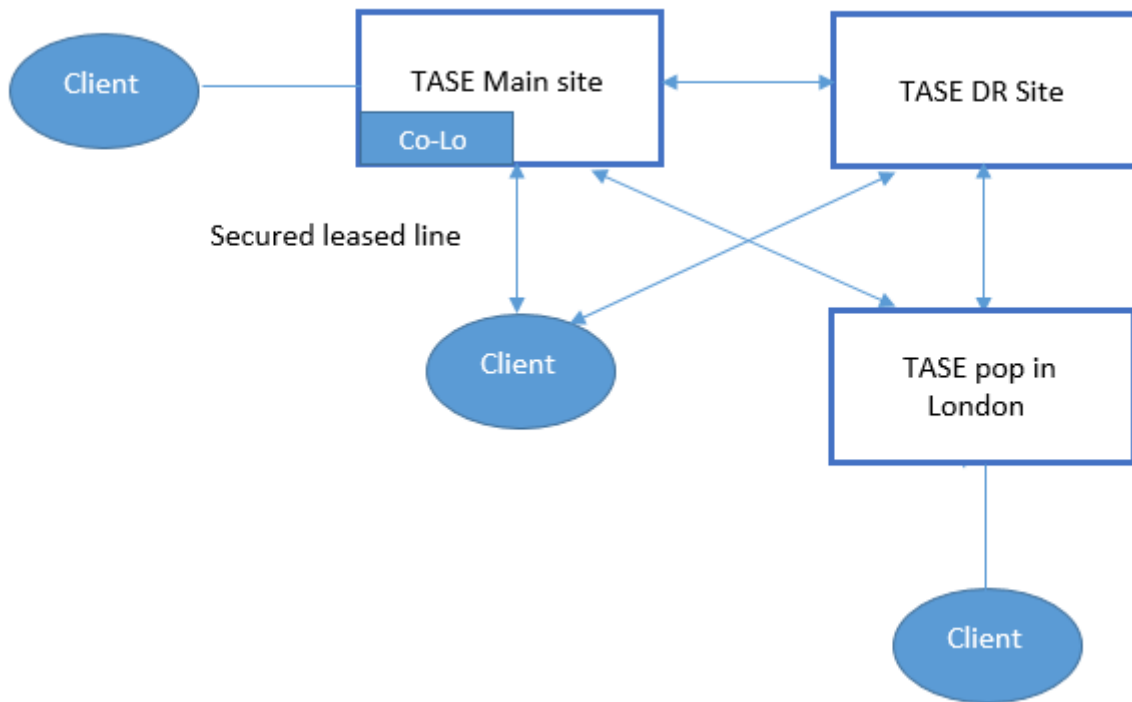 Client
TASE Main site
TASE DR Site
Co-Lo
Secured leased line
Client
TASE pop in
London
Client